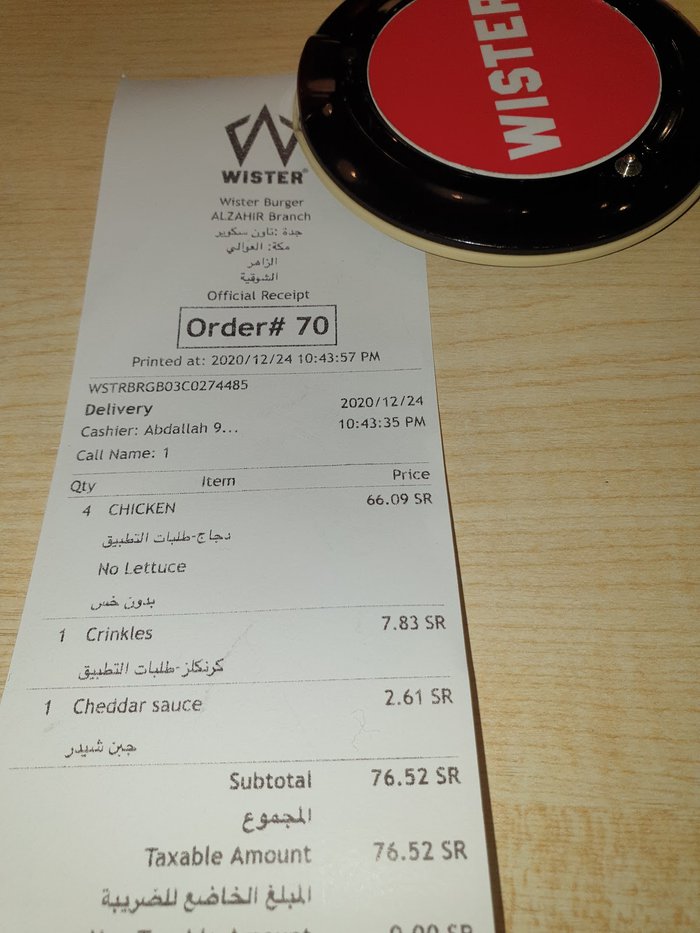 WISTER
WISTER®
Wister Burger
ALZAHIR Branch
جدة :تاون سكوير
مكة: العوالي
الزاهر
الشوقية
Official Receipt
Order# 70
Printed at: 2020/12/24 10:43:57 PM
WSTRBRGB03C0274485
Delivery 2020/12/24
Cashier: Abdallah 9... 10:43:35 PM
Call Name: 1
Qty Item Price
4 CHICKEN 66.09 SR
دجاج-طلبات التطبيق
No Lettuce
بدون خس
1 Crinkles 7.83 SR
كرنكلز-طلبات التطبيق
1 Cheddar sauce 2.61 SR
جبن شيدر
Subtotal 76.52 SR
المجموع
Taxable Amount 76.52 SR
المبلغ الخاضع للضريبة
0.00 SR